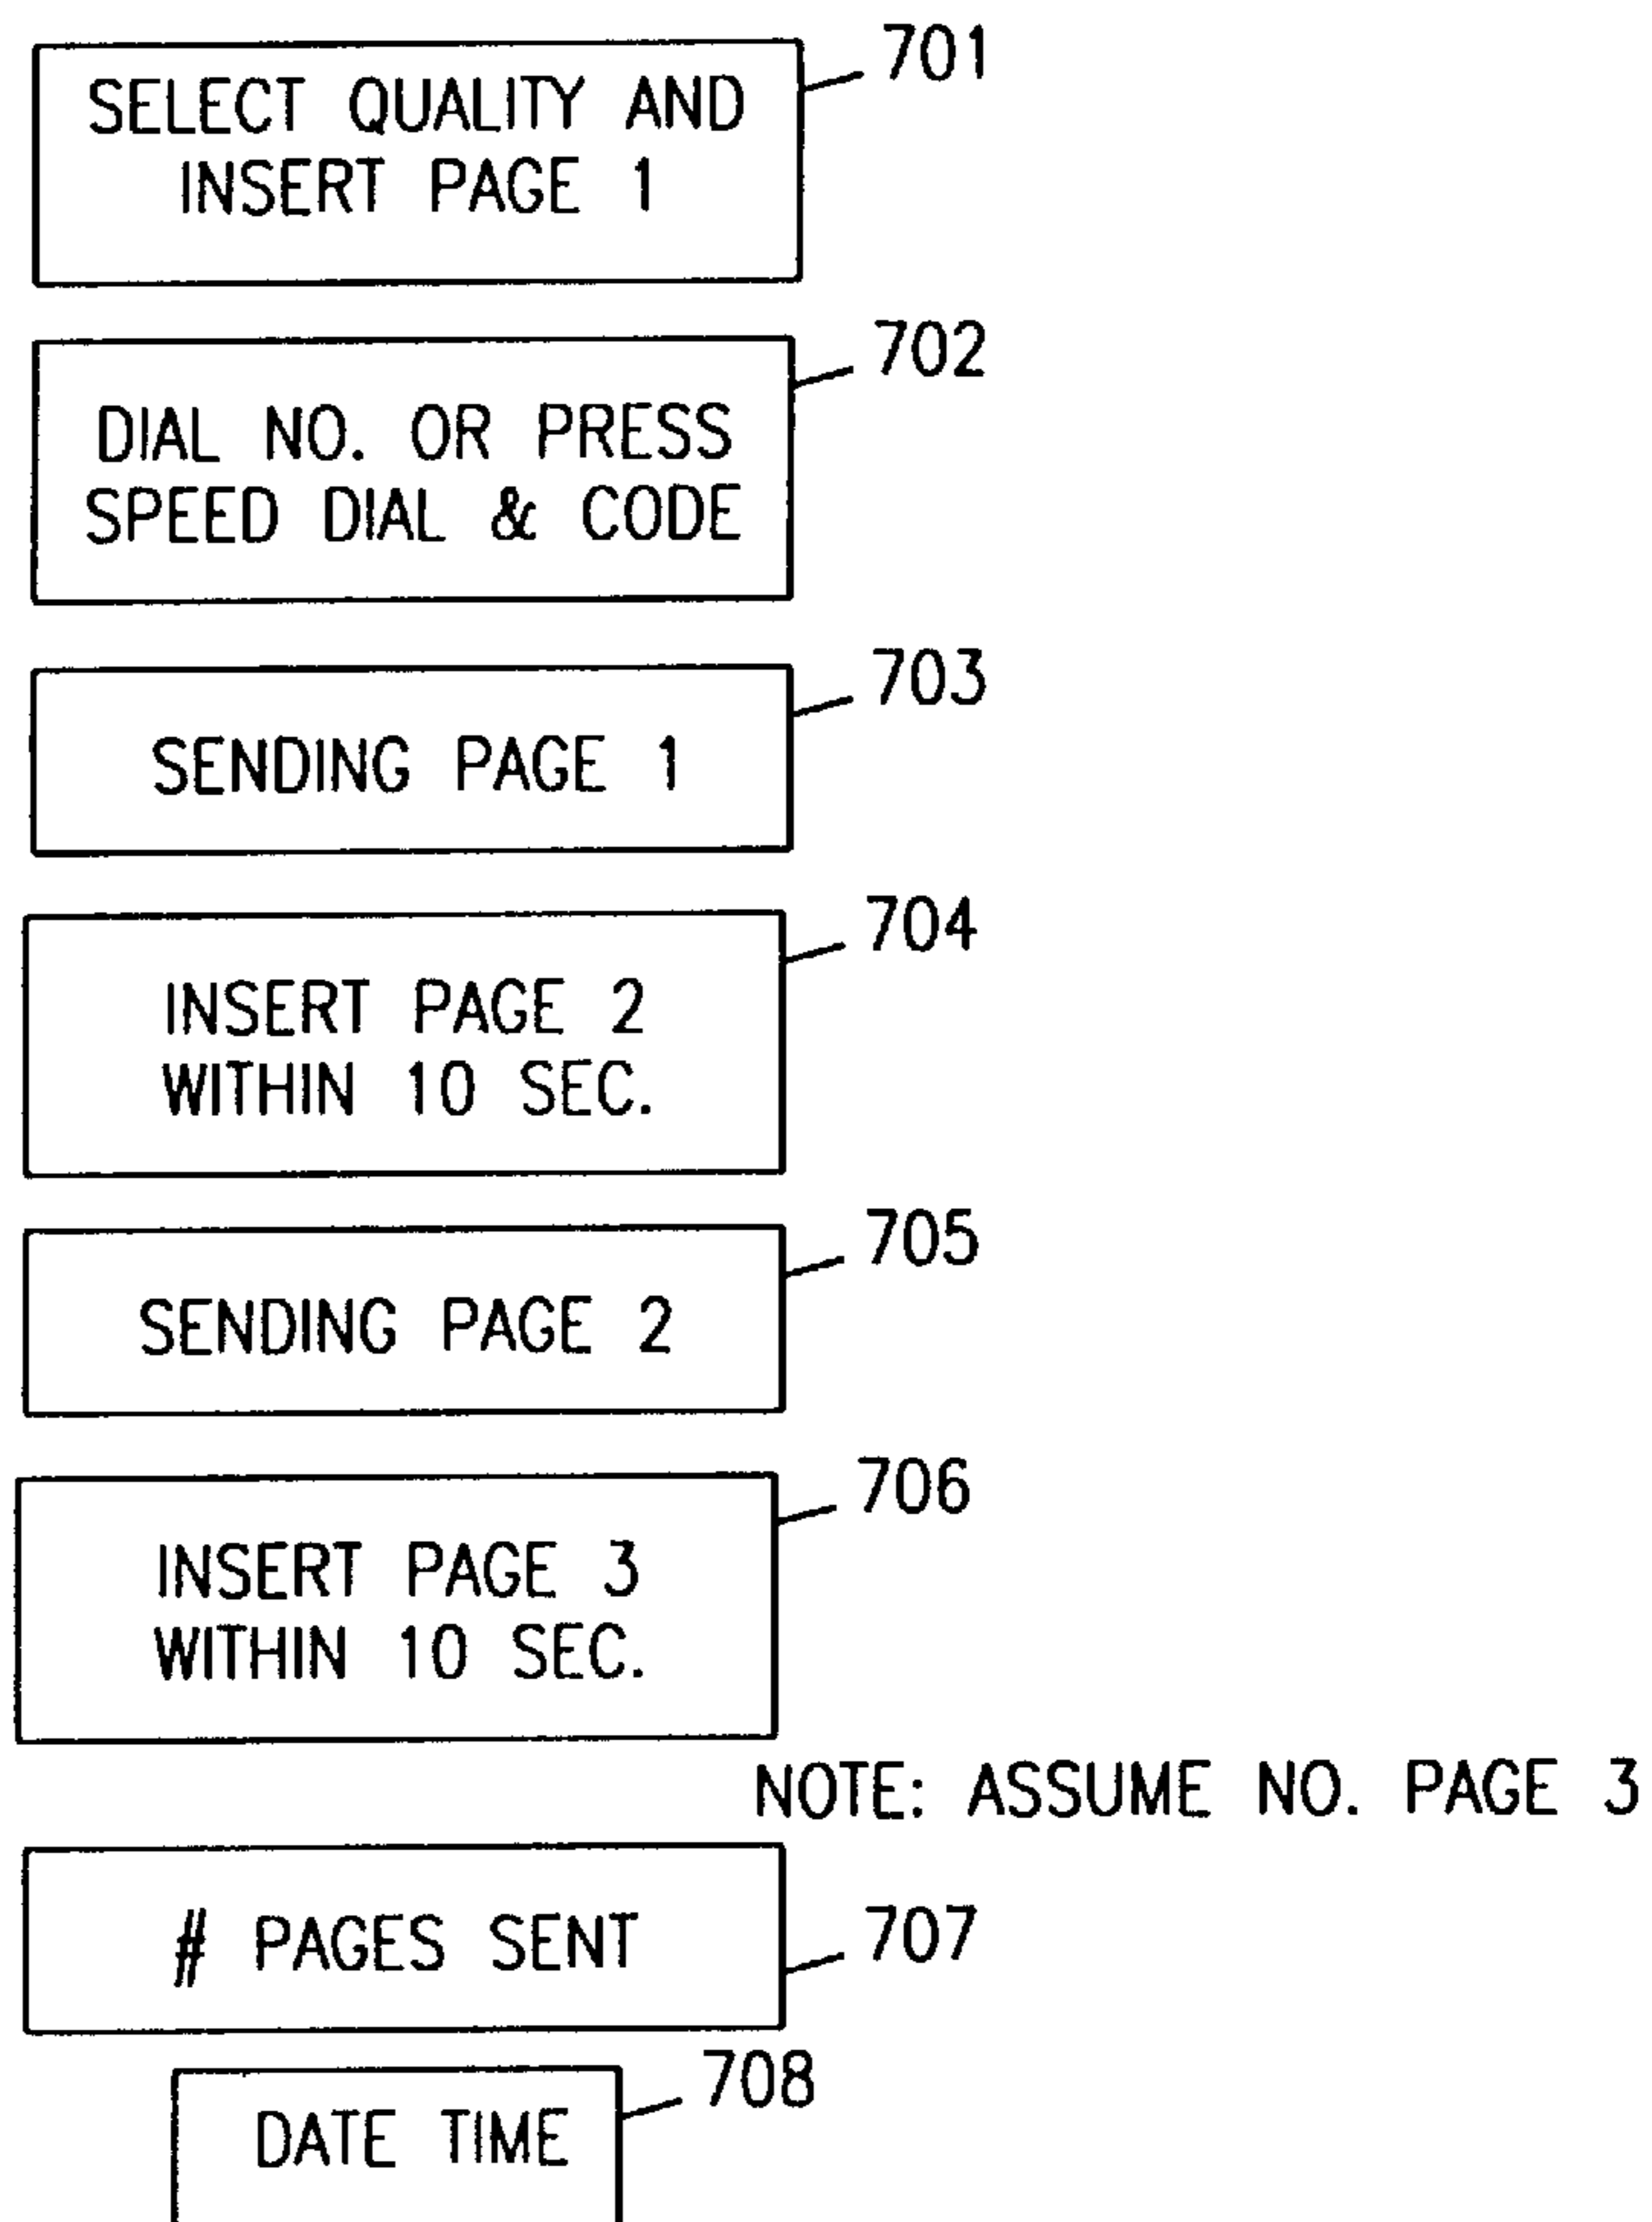 701
SELECT QUALITY AND
INSERT PAGE 1
702
DIAL NO. OR PRESS
SPEED DIAL & CODE
703
SENDING PAGE 1
704
INSERT PAGE 2
WITHIN 10 SEC.
705
SENDING PAGE 2
706
INSERT PAGE 3
WITHIN 10 SEC.
NOTE: ASSUME NO. PAGE 3
# PAGES SENT
707
708
DATE TIME